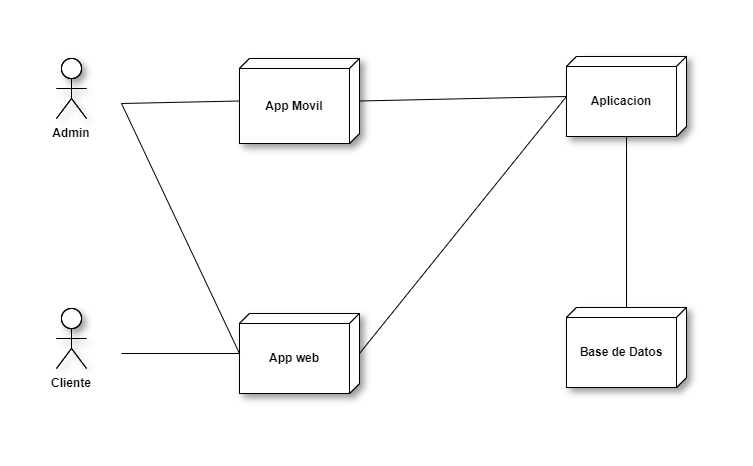 App Movil
Aplicacion
Admin
App web
Base de Datos
Cliente